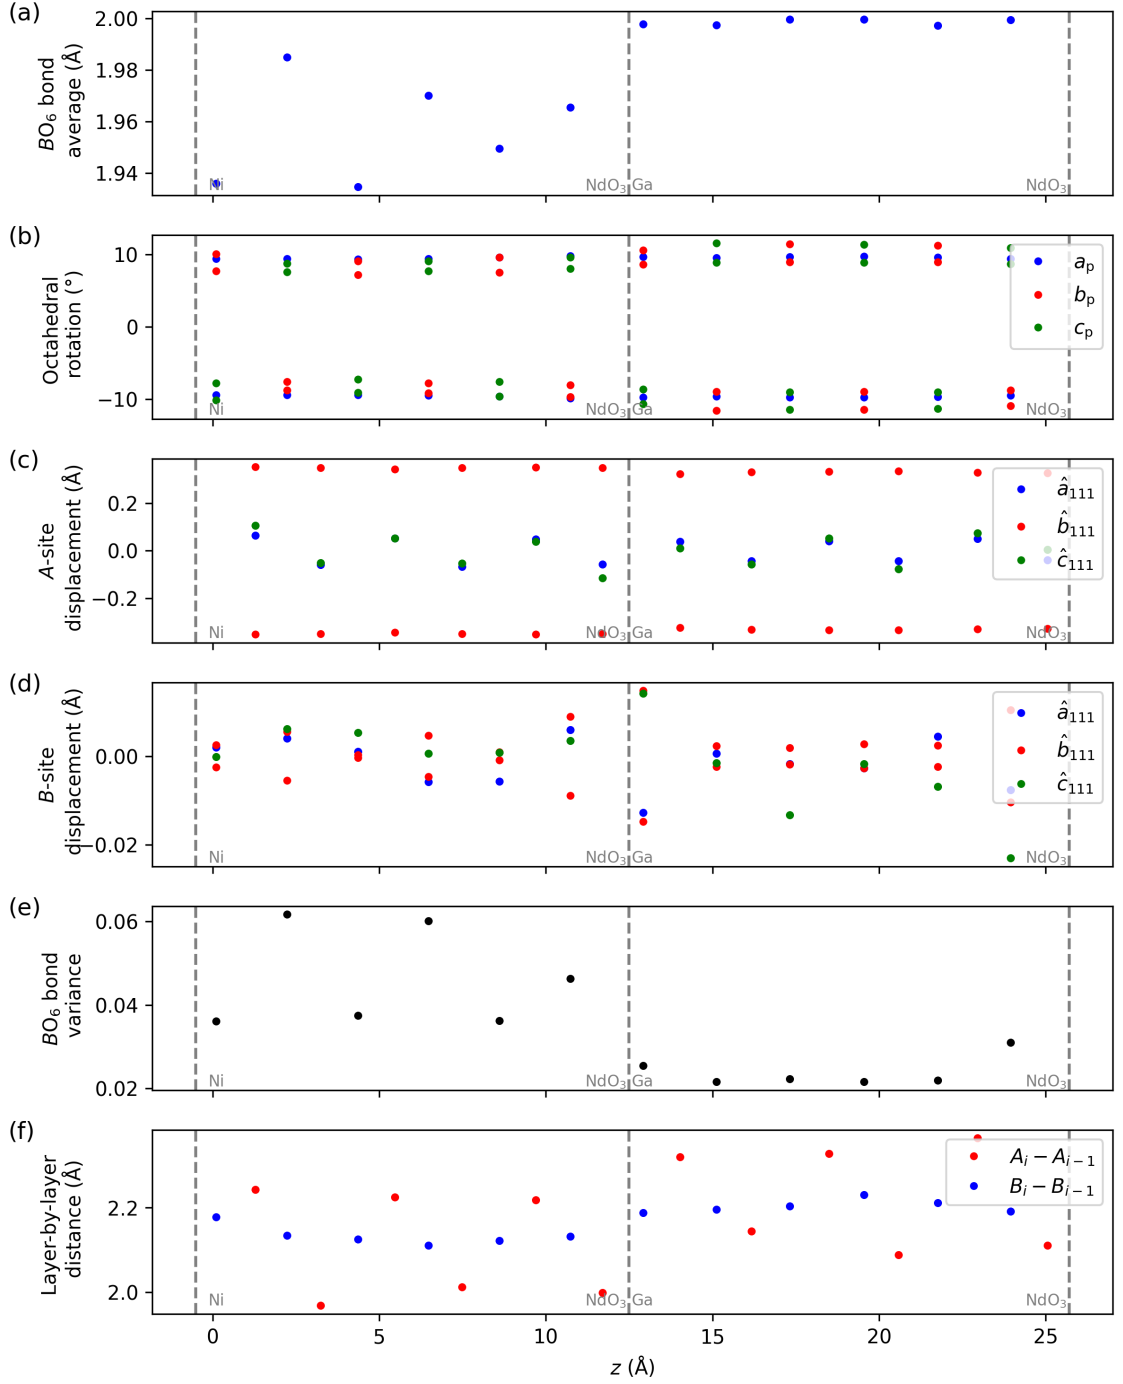 (a)
BO6 bond
average (Å)
2.00
1.98
1.96
1.94
Ni
NdO3
Ga
NdO3
(b)
Octahedral
rotation (°)
10
0
−10
ap
bp
cp
Ni
NdO3
Ga
NdO3
(c)
A-site
displacement (Å)
0.2
0.0
−0.2
â111
b̂111
ĉ111
Ni
NdO3
Ga
NdO3
(d)
B-site
displacement (Å)
0.00
−0.02
â111
b̂111
ĉ111
Ni
NdO3
Ga
NdO3
(e)
BO6 bond
variance
0.06
0.04
0.02
Ni
NdO3
Ga
NdO3
(f)
Layer-by-layer
distance (Å)
2.2
2.0
Ai − Ai−1
Bi − Bi−1
Ni
NdO3
Ga
NdO3
0
5
10
15
20
25
z (Å)